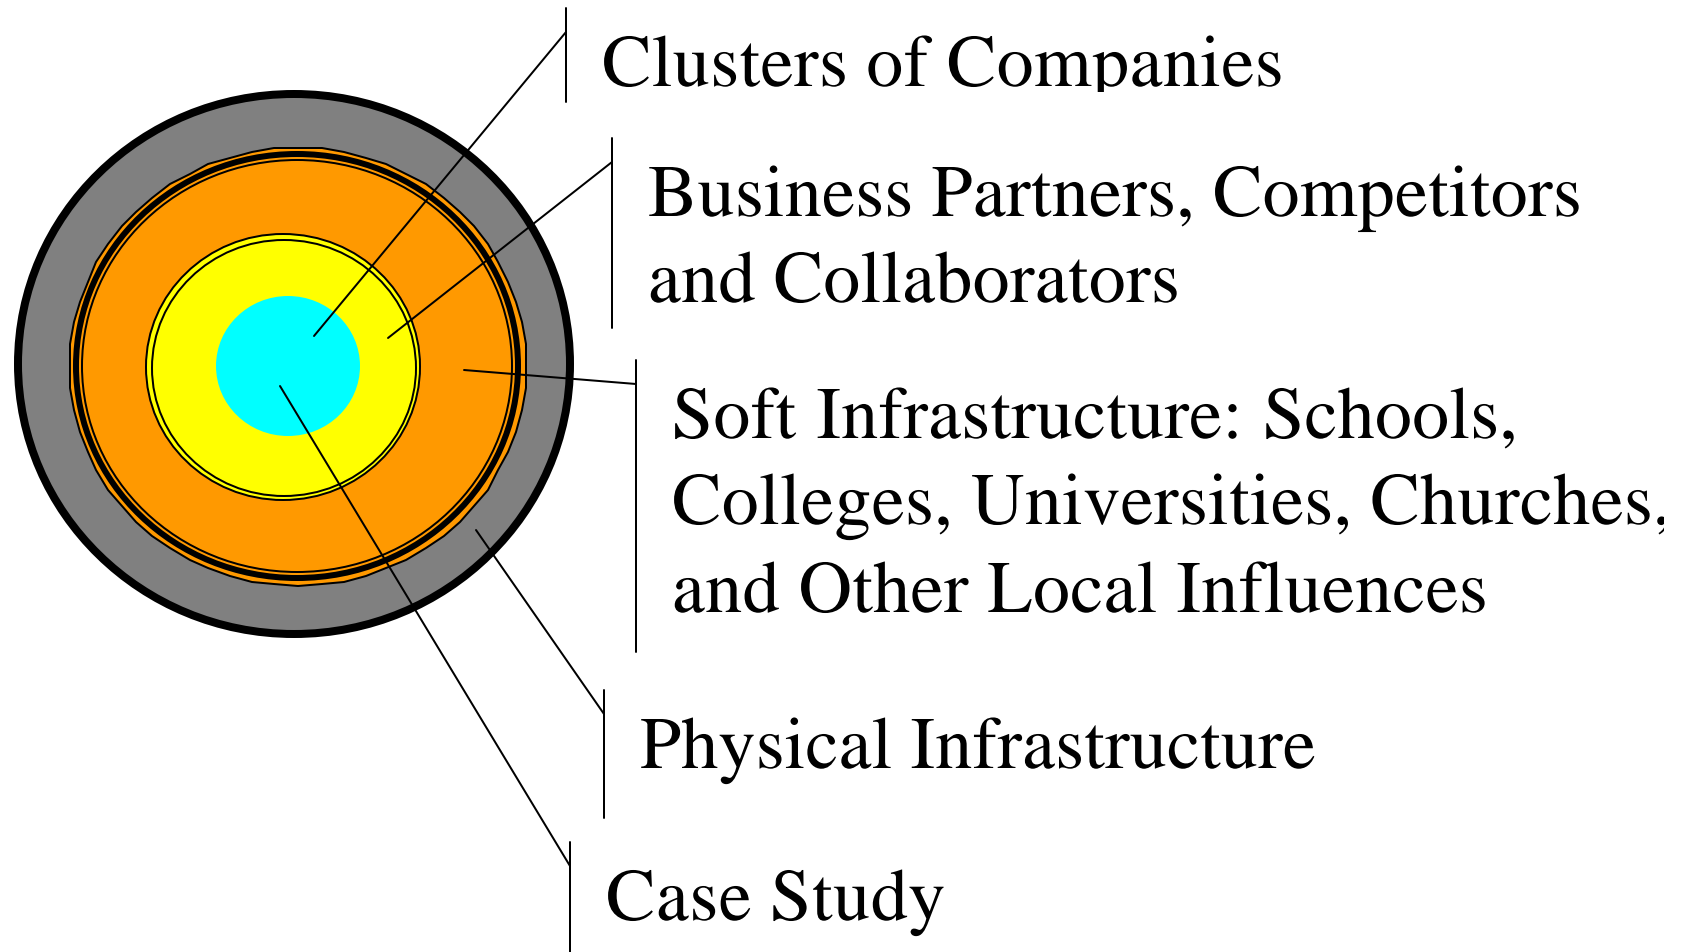 Clusters of Companies
Business Partners, Competitors
and Collaborators
Soft Infrastructure: Schools,
Colleges, Universities, Churches,
and Other Local Influences
Physical Infrastructure
Case Study